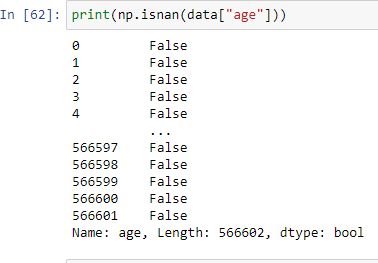 In [62]: print(np.isnan(data["age"]))
0 False
1 False
2 False
3 False
4 False
...
566597 False
566598 False
566599 False
566600 False
566601 False
Name: age, Length: 566602, dtype: bool